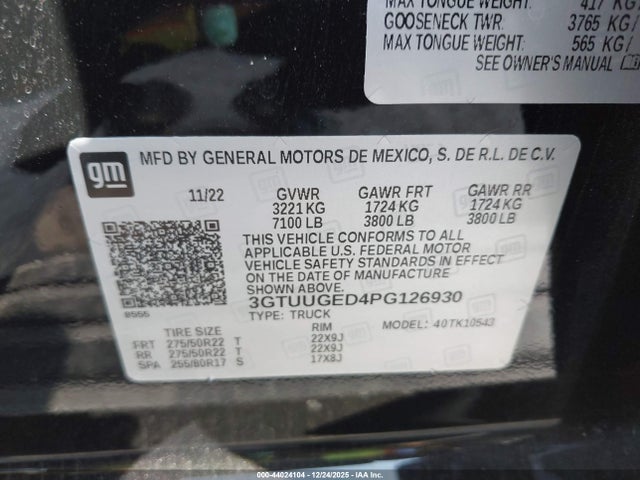 MAX TONGUE WEIGHT: 417 KG
GOOSENECK TWR: 3765 KG/
MAX TONGUE WEIGHT: 565 KG/
SEE OWNER'S MANUAL
gm
MFD BY GENERAL MOTORS DE MEXICO, S. DE R.L. DE C.V.
11/22 GVWR GAWR FRT GAWR RR
3221 KG 1724 KG 1724 KG
7100 LB 3800 LB 3800 LB
THIS VEHICLE CONFORMS TO ALL
APPLICABLE U.S. FEDERAL MOTOR
VEHICLE SAFETY STANDARDS IN EFFECT
ON THE DATE OF MANUFACTURE
SHOWN ABOVE.
3GTUUGED4PG126930
8555
TYPE: TRUCK MODEL: 40TK10543
TIRE SIZE RIM
FRT 275/50R22 T 22X9J
RR 275/50R22 T 22X9J
SPA 255/80R17 S 17X8J
000-44024104 - 12/24/2025 - IAA Inc.